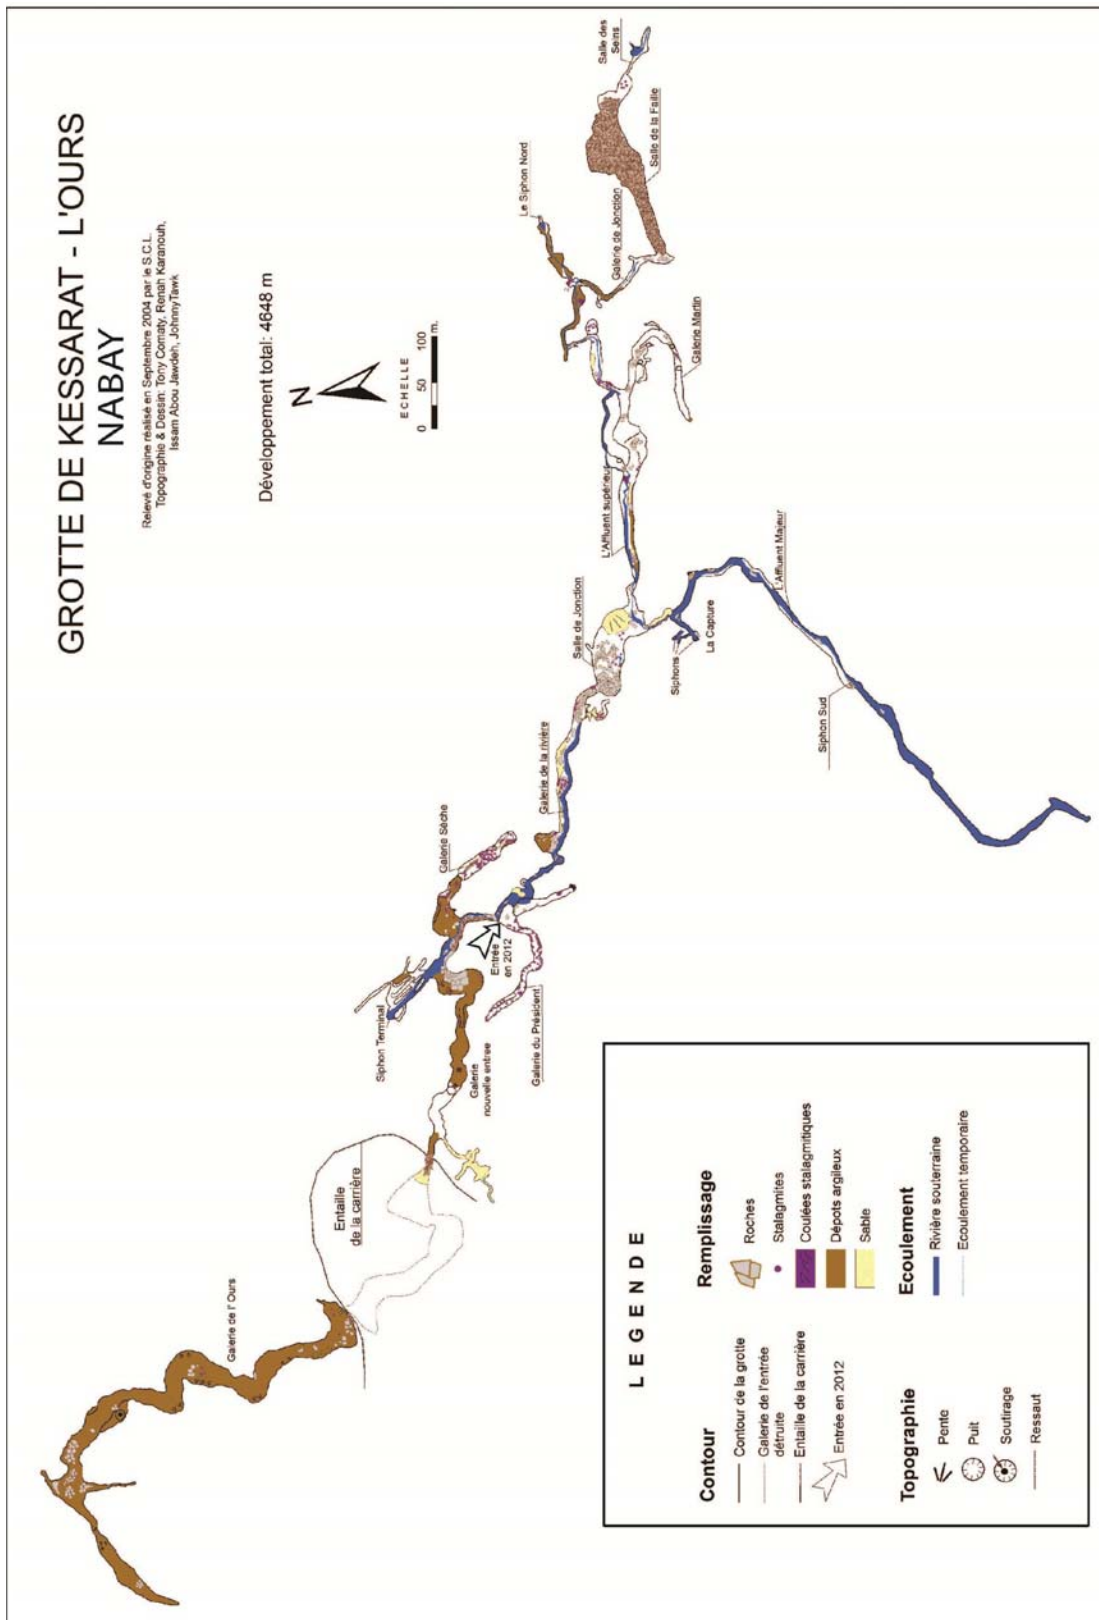 GROTTE DE KESSARAT - L'OURS
NABAY
Relevé d'origine réalisé en Septembre 2004 par le S.C.L.
Topographie & Dessin: Tony Comaty, Renah Karanouh,
Issam Abou Jawdeh, JohnnyTawk
Développement total: 4648 m
N
ECHELLE
0 50 100 m.
Galerie de l' Ours
Entaille
de la carrière
Siphon Terminal
Galerie
nouvelle entree
Galerie Sèche
Entrée
en 2012
Galerie du Président
Galerie de la rivière
Salle de Jonction
Siphons
La Capture
L'Affluent supérieur
L'Affluent Majeur
Siphon Sud
Galerie Martin
Le Siphon Nord
Galerie de Jonction
Salle de la Faille
Salle des
Seins
LEGENDE
Contour
Contour de la grotte
Galerie de l'entrée
détruite
Entaille de la carrière
Entrée en 2012
Topographie
Pente
Puit
Soutirage
Ressaut
Remplissage
Roches
Stalagmites
Coulées stalagmitiques
Dépots argileux
Sable
Ecoulement
Rivière souterraine
Ecoulement temporaire